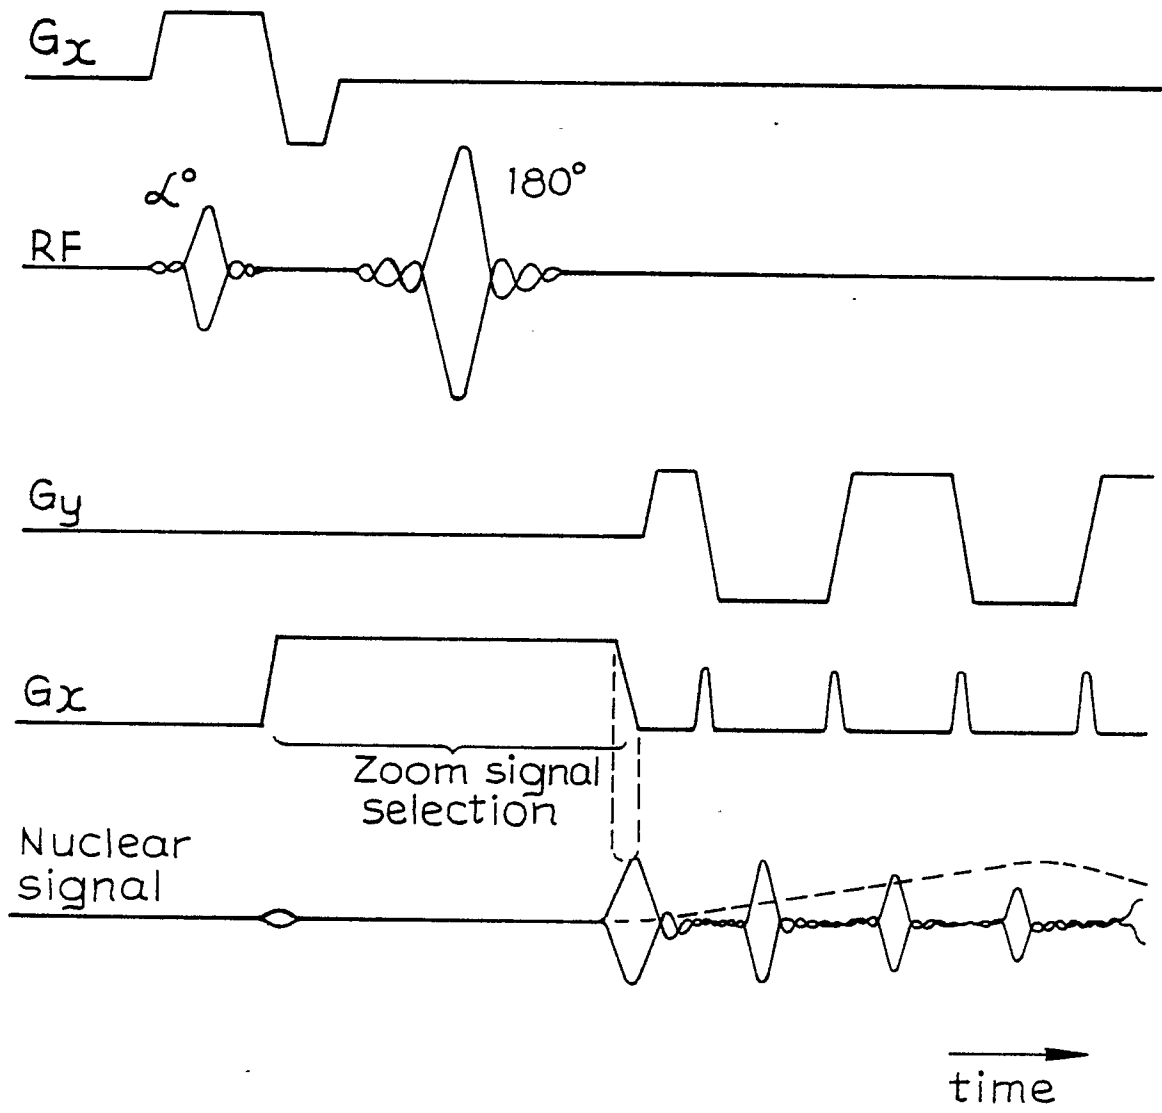 Gx
α°
180°
RF
Gy
Gx
Zoom signal
selection
Nuclear
signal
time